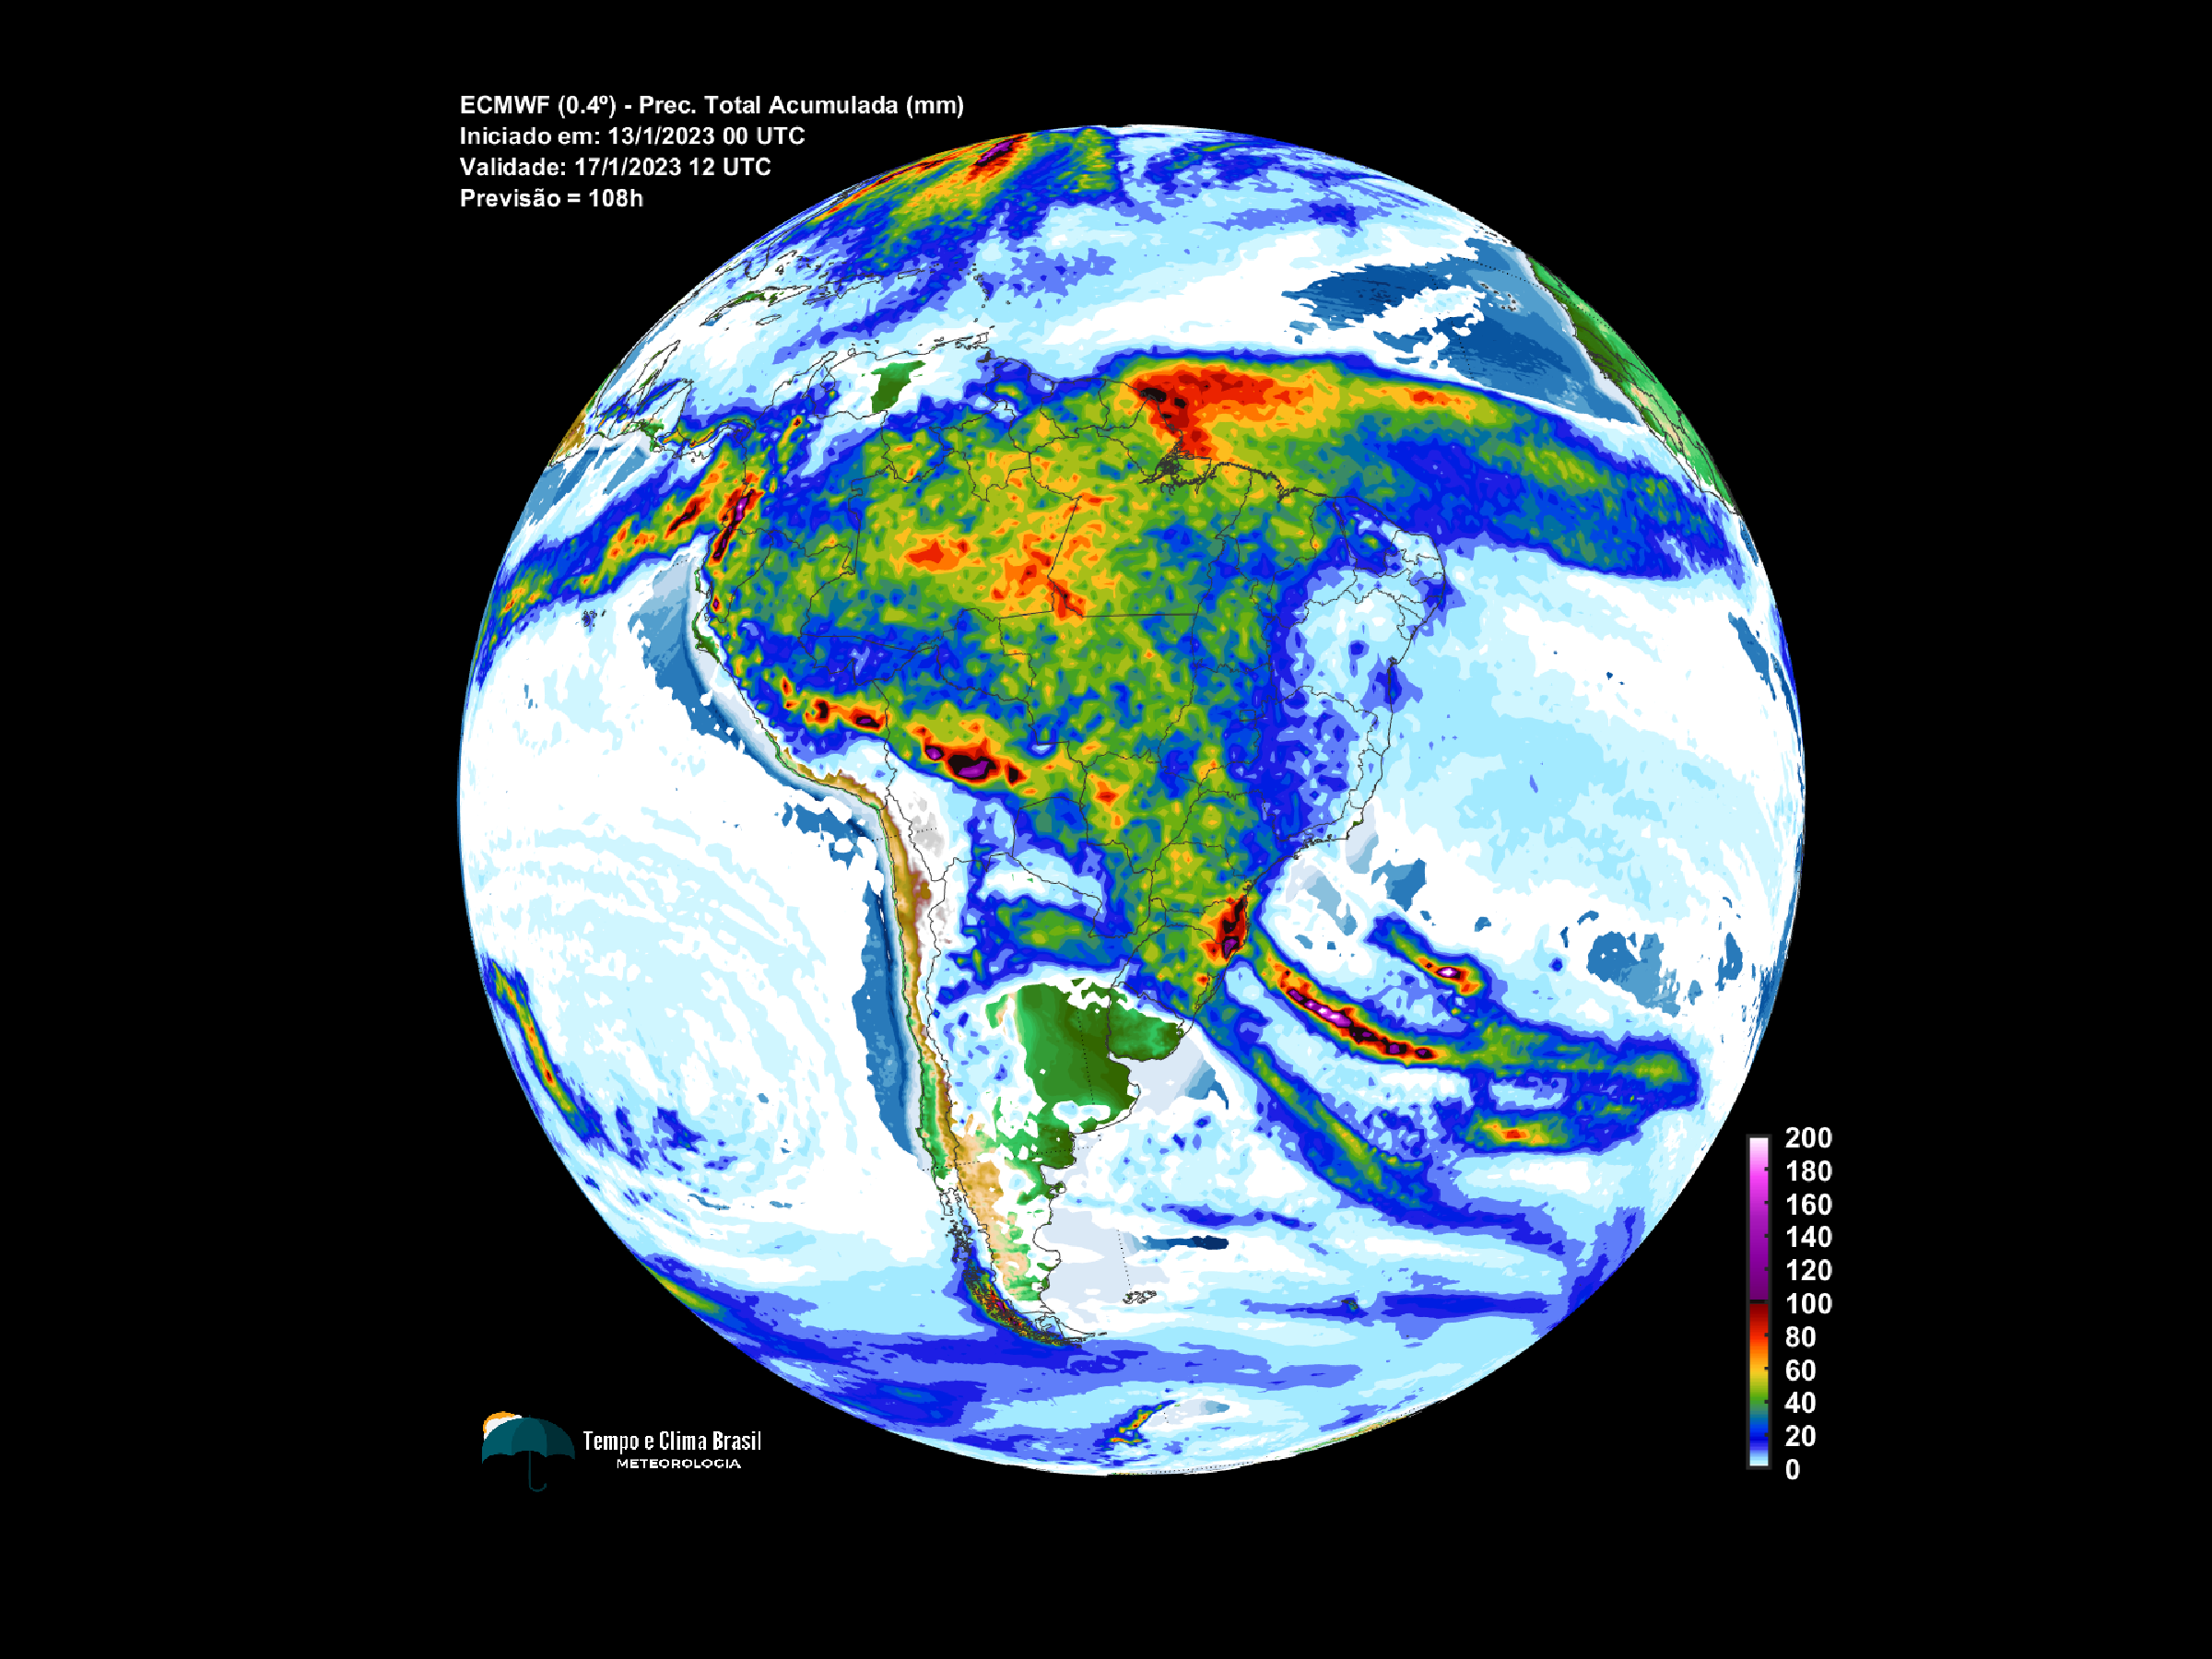 ECMWF (0.4º) - Prec. Total Acumulada (mm)
Iniciado em: 13/1/2023 00 UTC
Validade: 17/1/2023 12 UTC
Previsão = 108h
200
180
160
140
120
100
80
60
40
20
0
Tempo e Clima Brasil
METEOROLOGIA